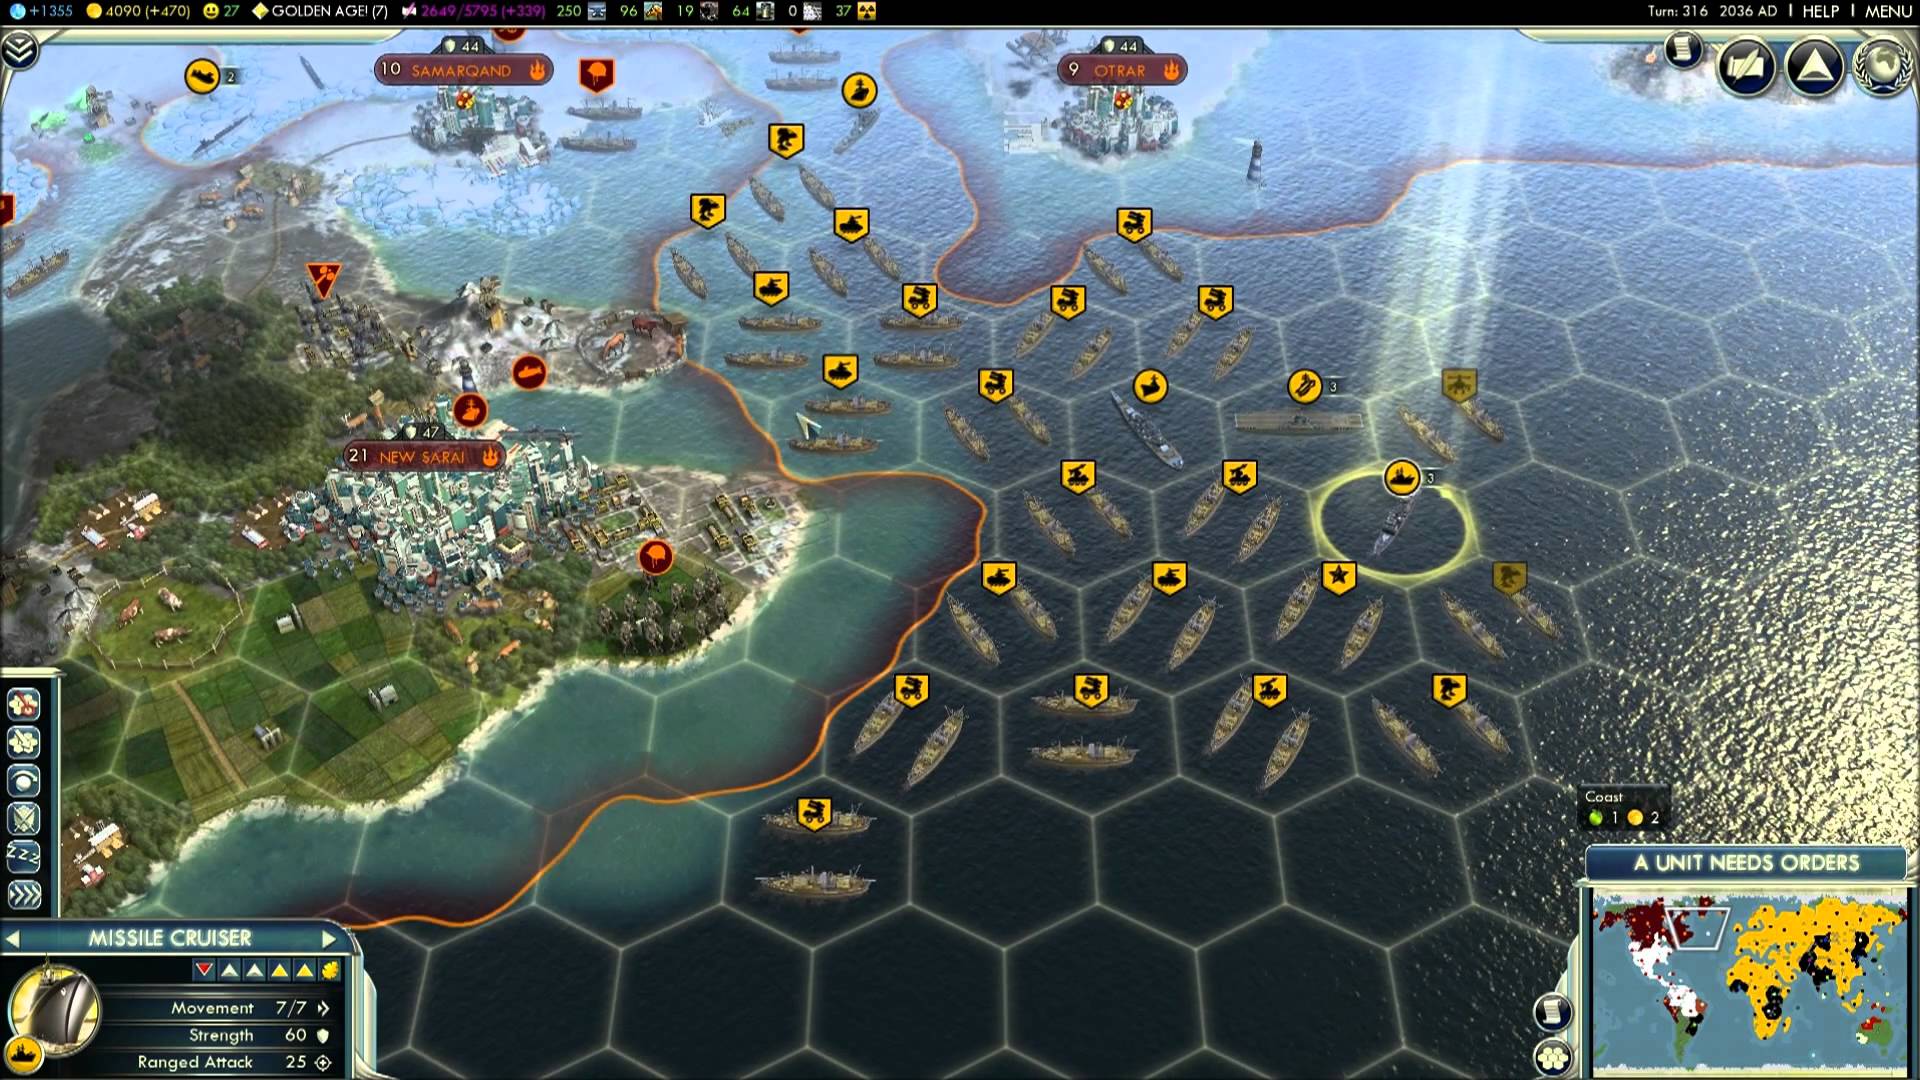 +1355 4090 (+470) 27 GOLDEN AGE! (7) 2649/5795 (+339) 250 96 19 64 0 37 Turn: 316 2036 AD | HELP | MENU
44
10 SAMARQAND
2
44
9 OTRAR
3
47
21 NEW SARAI
3
Coast
1 2
A UNIT NEEDS ORDERS
MISSILE CRUISER
Movement 7/7
Strength 60
Ranged Attack 25
ZZZ